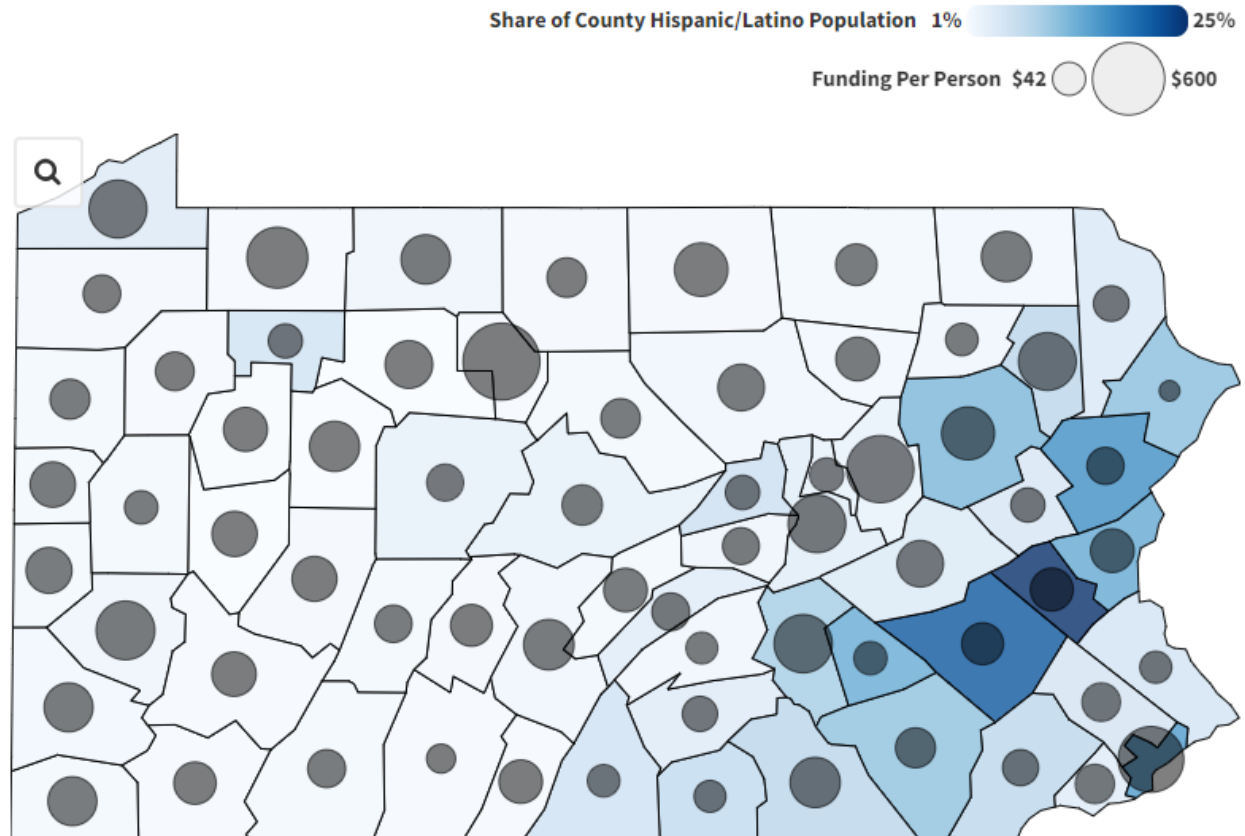 Share of County Hispanic/Latino Population 1% 25%
Funding Per Person $42 $600